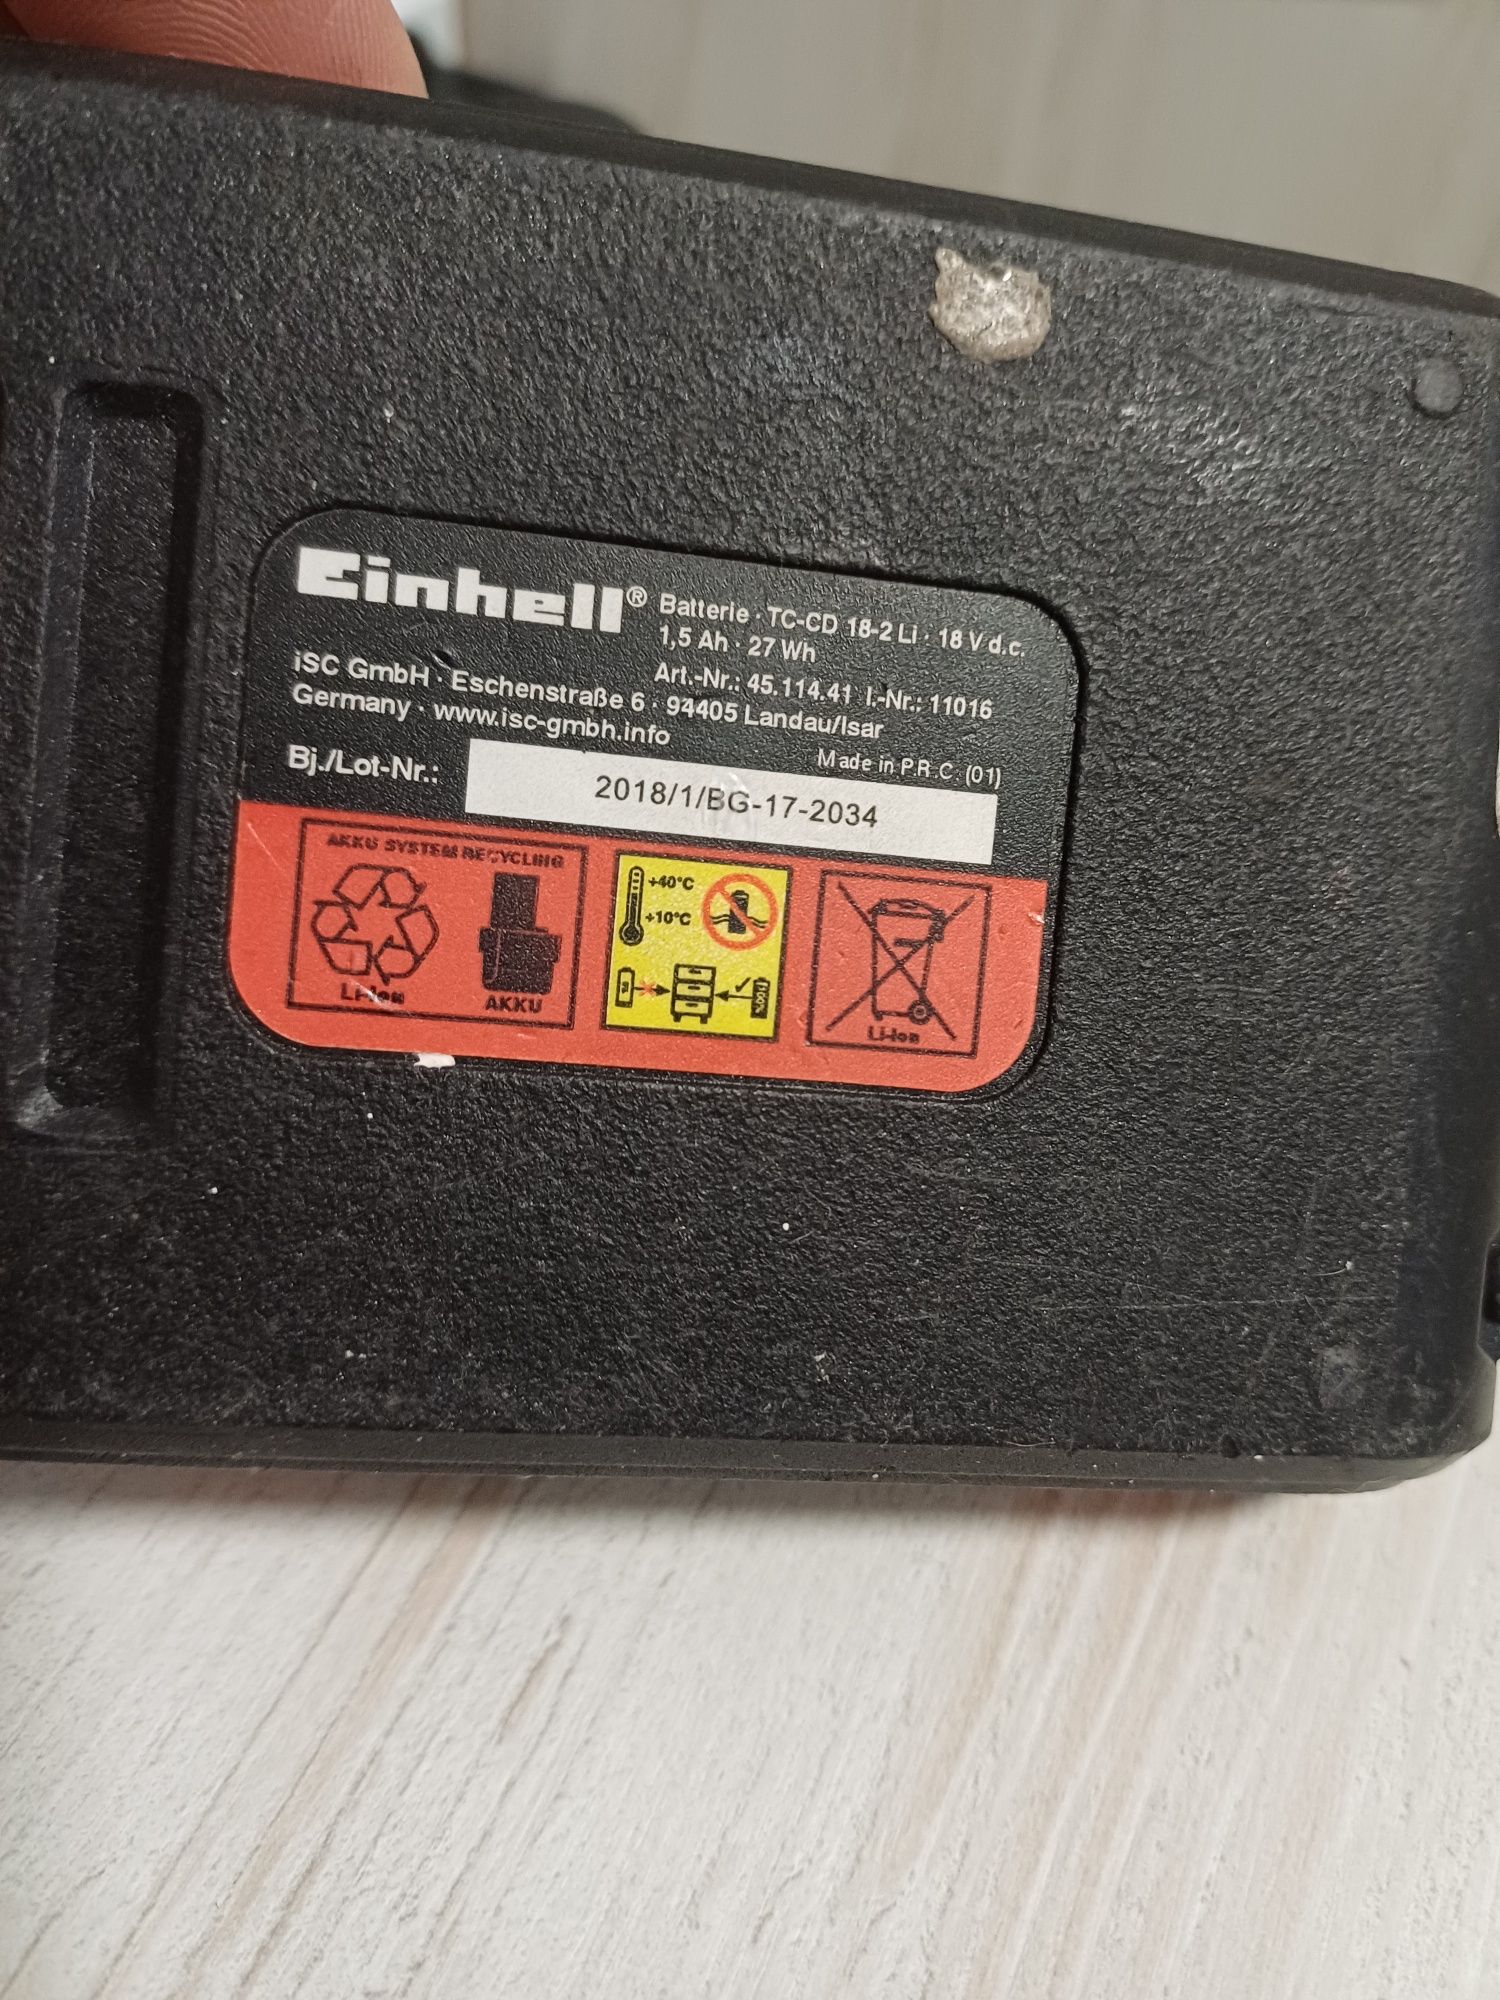 Einhell® Batterie · TC-CD 18-2 Li · 18 V d.c.
1,5 Ah · 27 Wh
Art.-Nr.: 45.114.41 I.-Nr.: 11016
iSC GmbH · Eschenstraße 6 · 94405 Landau/Isar
Germany · www.isc-gmbh.info
Made in P.R.C. (01)
Bj./Lot-Nr.: 2018/1/BG-17-2034
AKKU SYSTEM RECYCLING
Li-Ion
AKKU
+40°C
+10°C
100%
Li-Ion